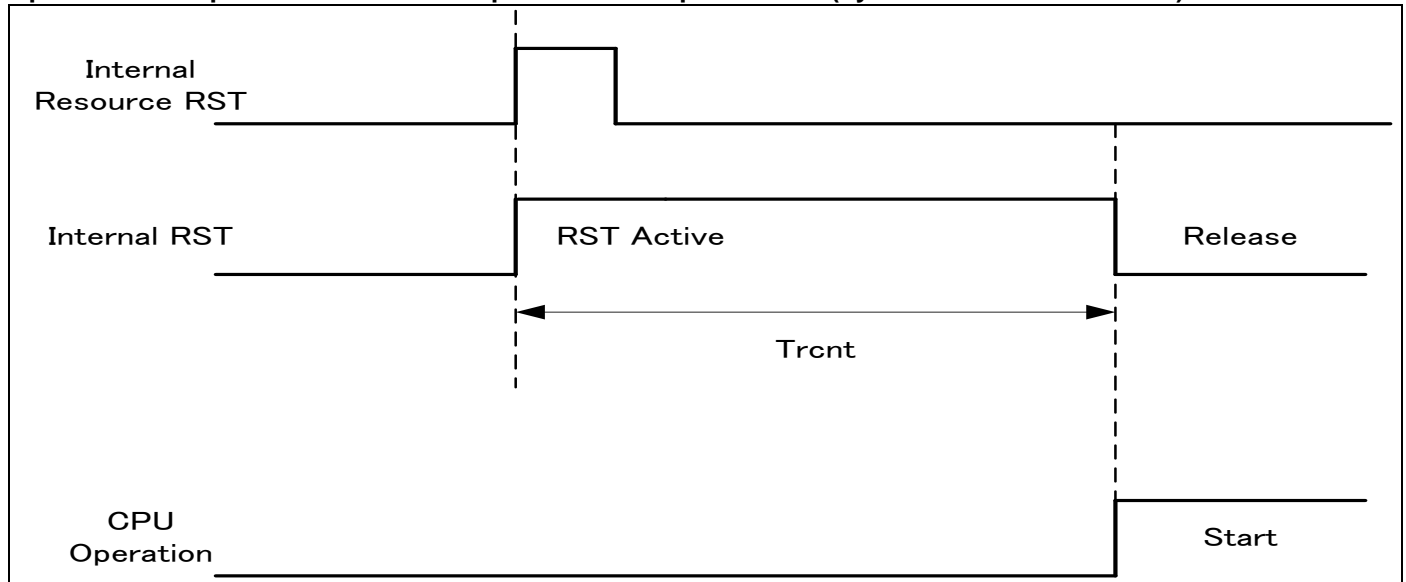 Internal
Resource RST
Internal RST
RST Active
Release
Trcnt
CPU
Operation
Start